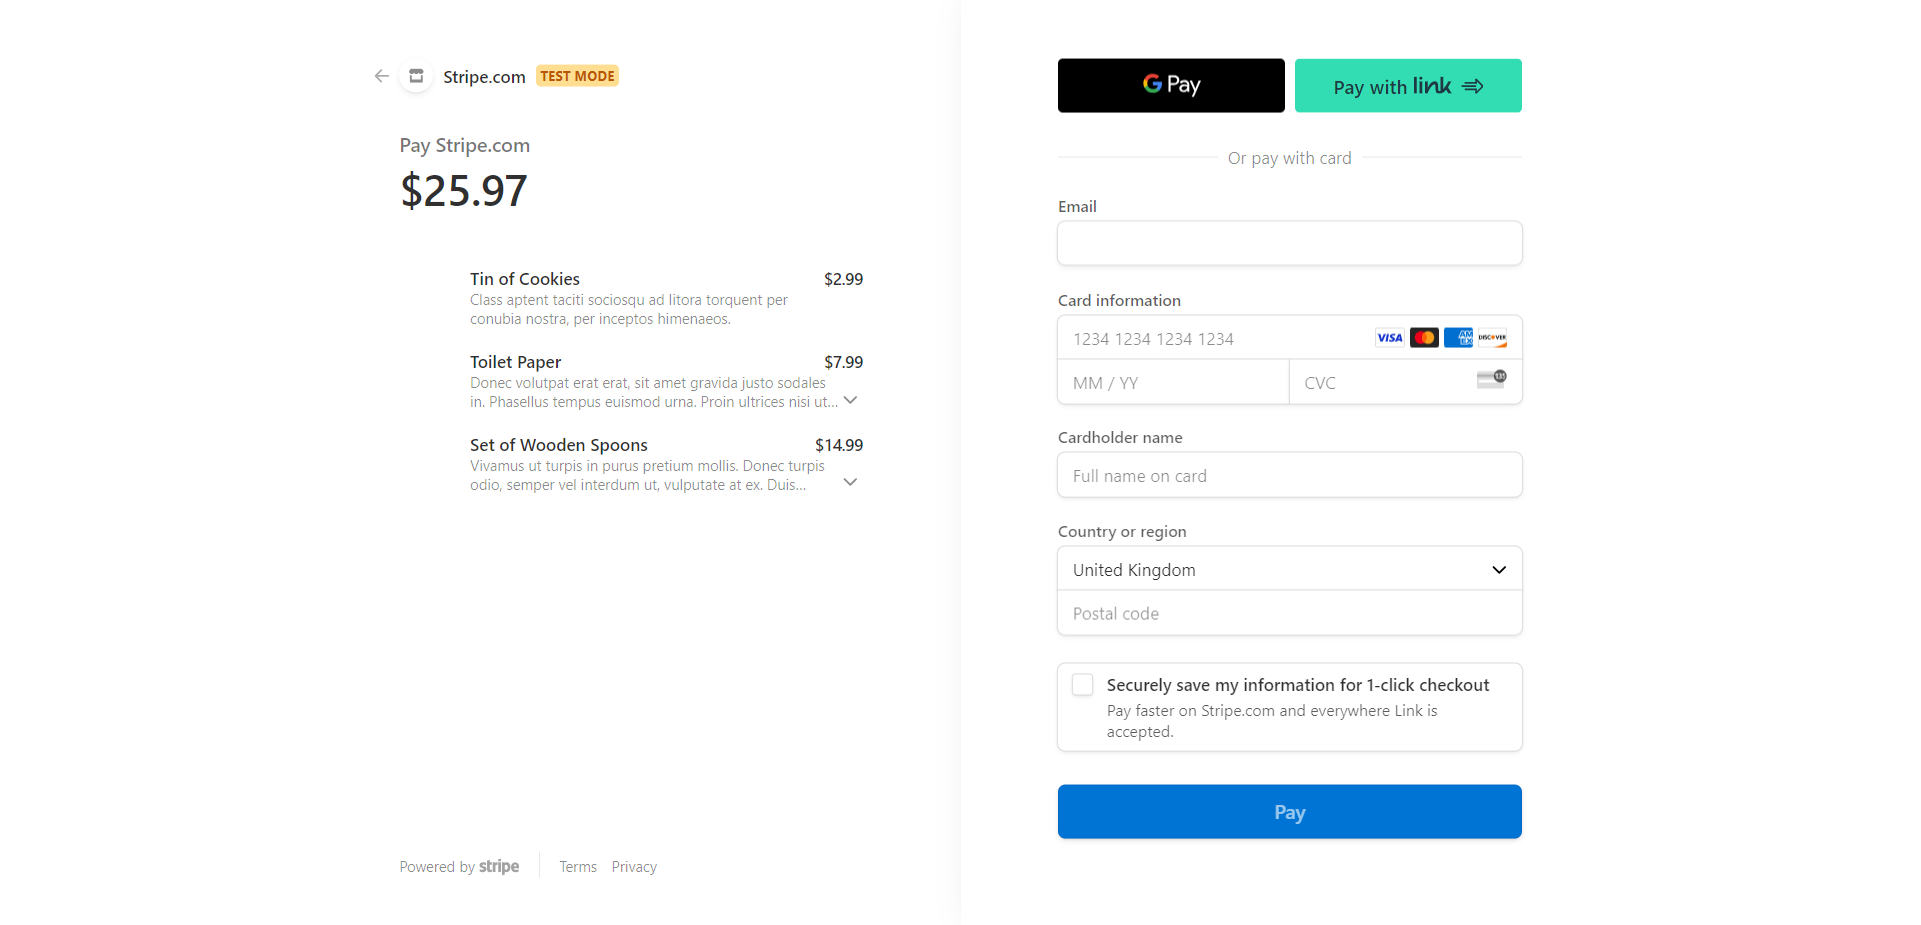 Stripe.com TEST MODE
Pay Stripe.com
$25.97
Tin of Cookies $2.99
Class aptent taciti sociosqu ad litora torquent per
conubia nostra, per inceptos himenaeos.
Toilet Paper $7.99
Donec volutpat erat erat, sit amet gravida justo sodales
in. Phasellus tempus euismod urna. Proin ultrices nisi ut...
Set of Wooden Spoons $14.99
Vivamus ut turpis in purus pretium mollis. Donec turpis
odio, semper vel interdum ut, vulputate at ex. Duis...
Powered by stripe Terms Privacy
G Pay Pay with link
Or pay with card
Email
Card information
1234 1234 1234 1234 VISA AMEX DISCOVER
MM / YY CVC 135
Cardholder name
Full name on card
Country or region
United Kingdom
Postal code
Securely save my information for 1-click checkout
Pay faster on Stripe.com and everywhere Link is
accepted.
Pay